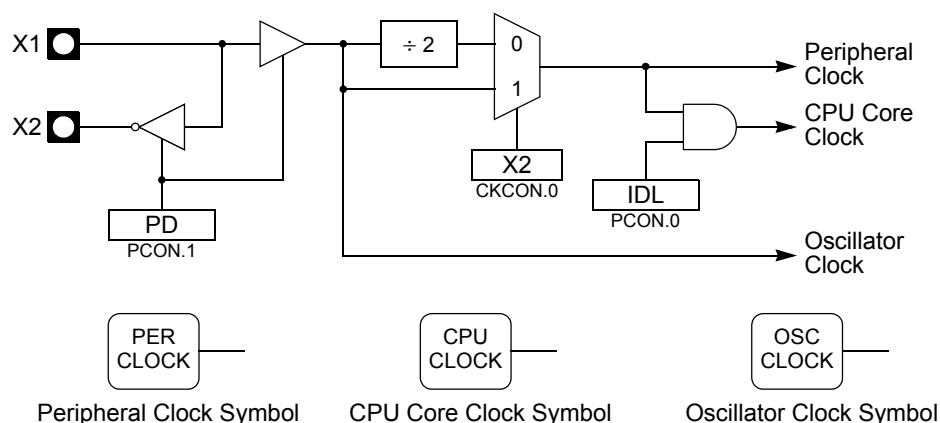 X1
÷ 2
0
1
Peripheral
Clock
X2
CPU Core
Clock
X2
CKCON.0
IDL
PCON.0
PD
PCON.1
Oscillator
Clock
PER
CLOCK
CPU
CLOCK
OSC
CLOCK
Peripheral Clock Symbol
CPU Core Clock Symbol
Oscillator Clock Symbol